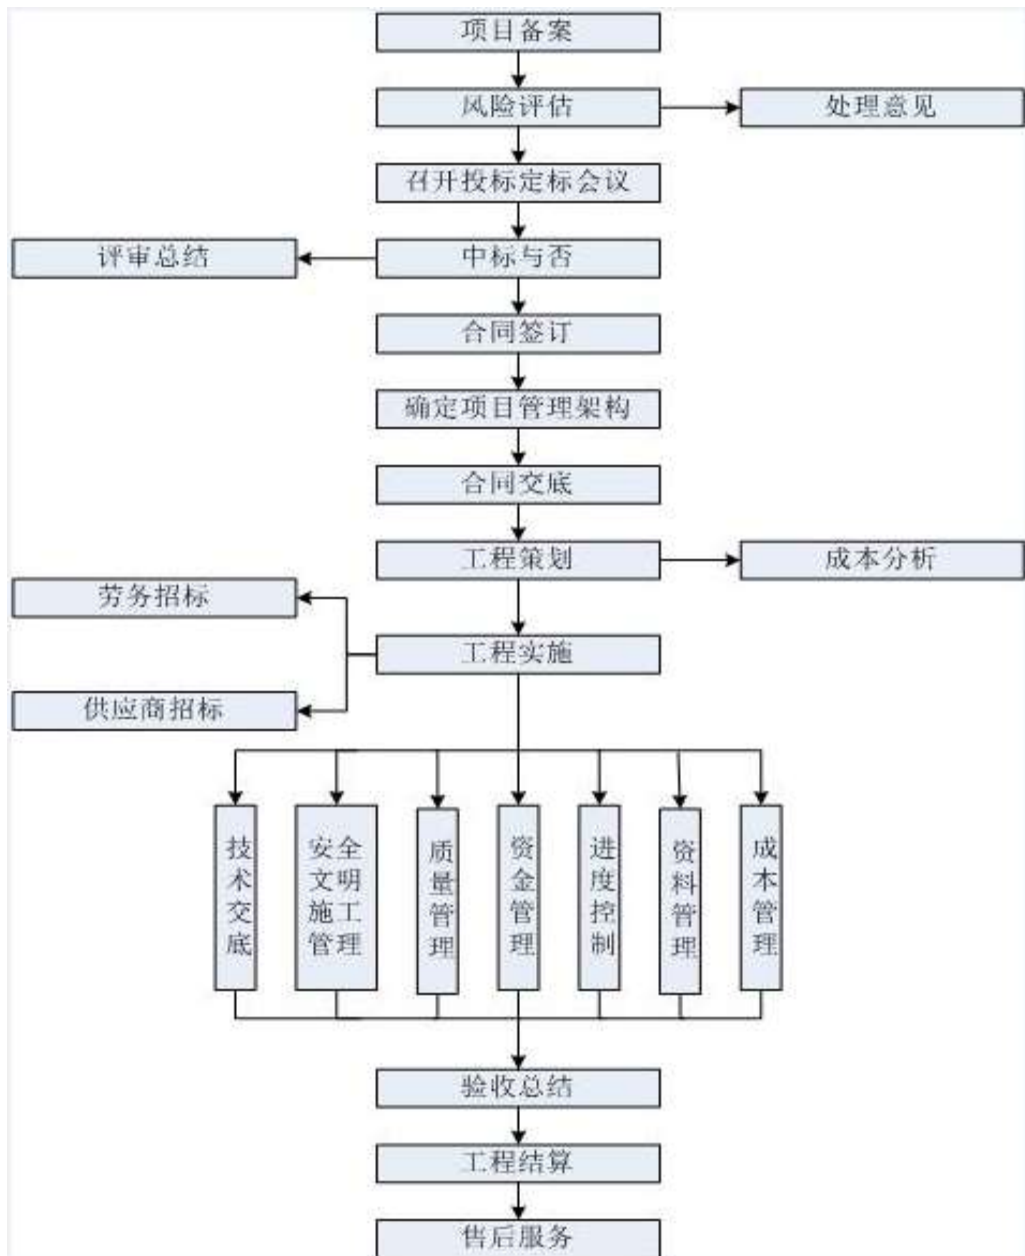 项目备案
风险评估
处理意见
召开投标定标会议
评审总结
中标与否
合同签订
确定项目管理架构
合同交底
工程策划
成本分析
劳务招标
工程实施
供应商招标
技术交底
安全文明施工管理
质量管理
资金管理
进度控制
资料管理
成本管理
验收总结
工程结算
售后服务